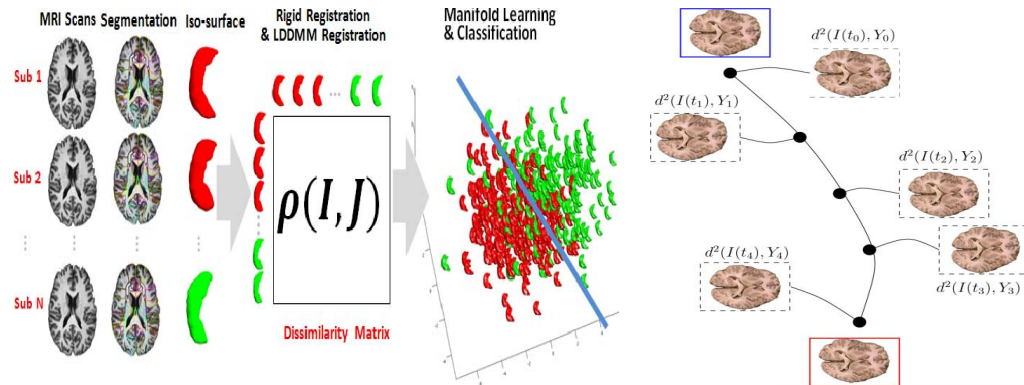 MRI Scans Segmentation Iso-surface
Rigid Registration
& LDDMM Registration
Manifold Learning
& Classification
Sub 1
Sub 2
Sub N
ρ(I,J)
Dissimilarity Matrix
d²(I(t₀), Y₀)
d²(I(t₁), Y₁)
d²(I(t₂), Y₂)
d²(I(t₄), Y₄)
d²(I(t₃), Y₃)